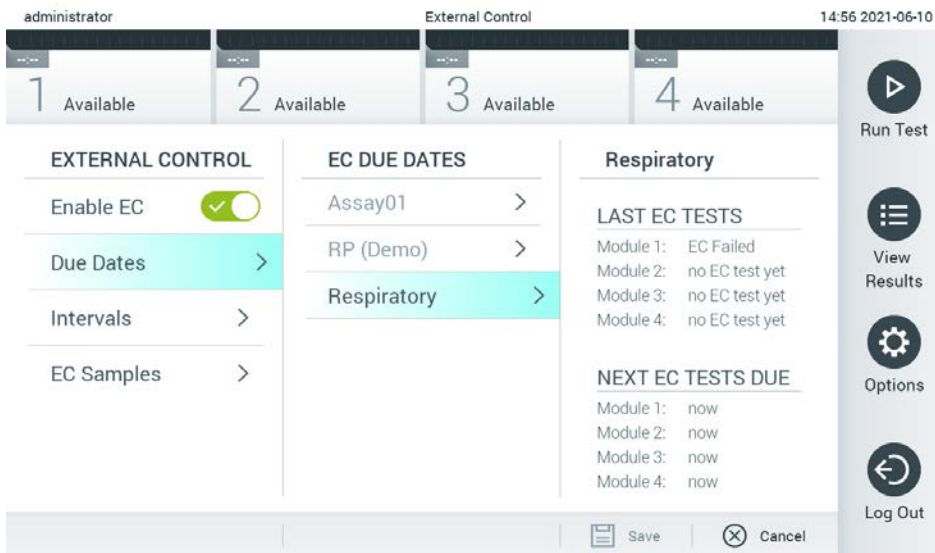 administrator External Control 14:56 2021-06-10
--:-- --:-- --:-- --:--
1 Available 2 Available 3 Available 4 Available
Run Test
View
Results
Options
Log Out
EXTERNAL CONTROL
Enable EC
Due Dates
Intervals
EC Samples
EC DUE DATES
Assay01
RP (Demo)
Respiratory
Respiratory
LAST EC TESTS
Module 1: EC Failed
Module 2: no EC test yet
Module 3: no EC test yet
Module 4: no EC test yet
NEXT EC TESTS DUE
Module 1: now
Module 2: now
Module 3: now
Module 4: now
Save Cancel